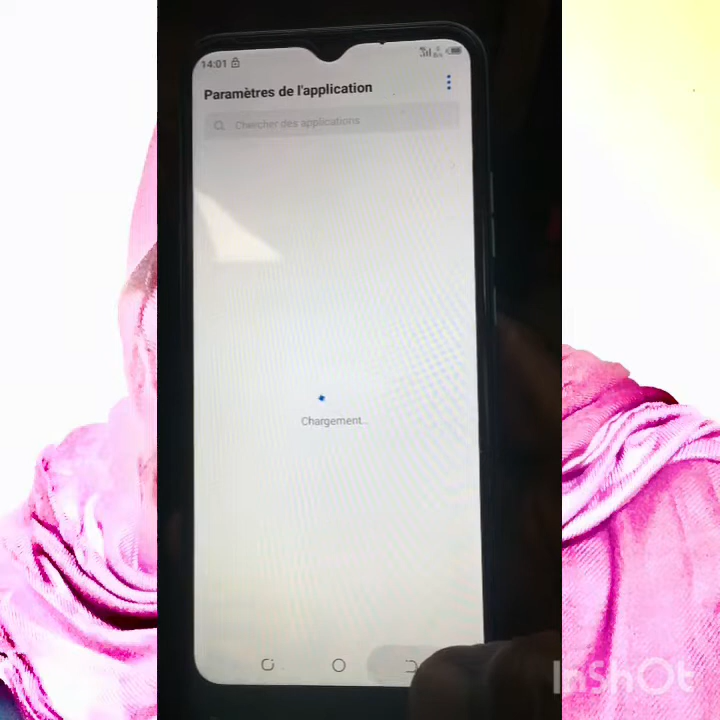 14:01
Paramètres de l'application
Chercher des applications
Chargement...
InShOt